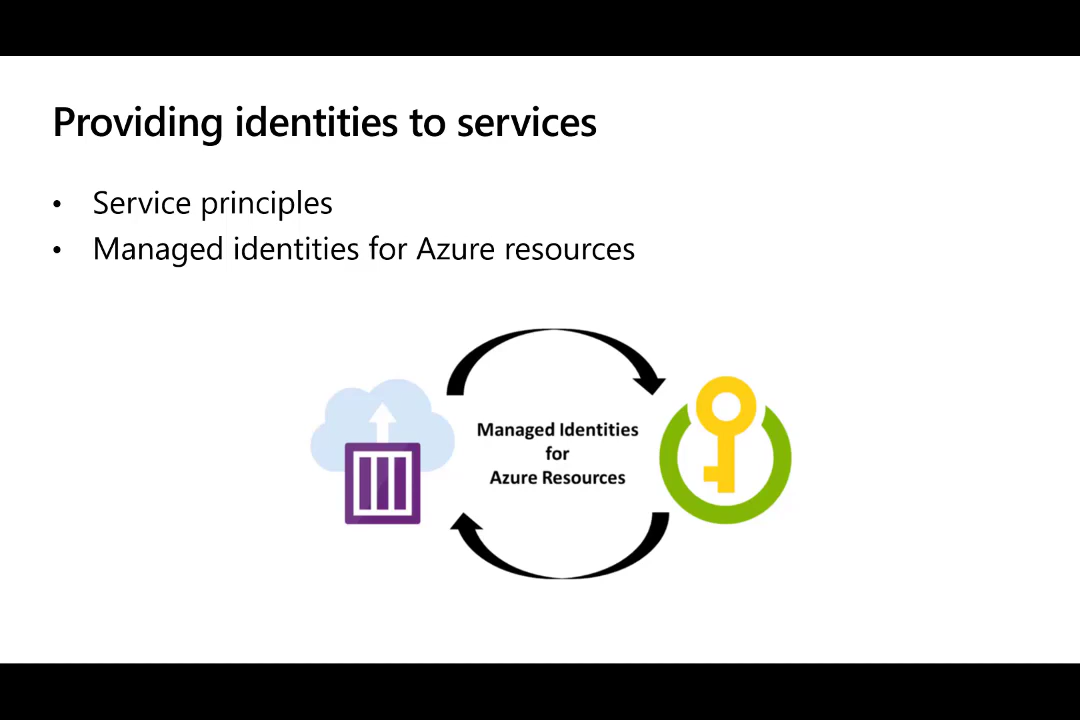 Providing identities to services
• Service principles
• Managed identities for Azure resources
Managed Identities
for
Azure Resources